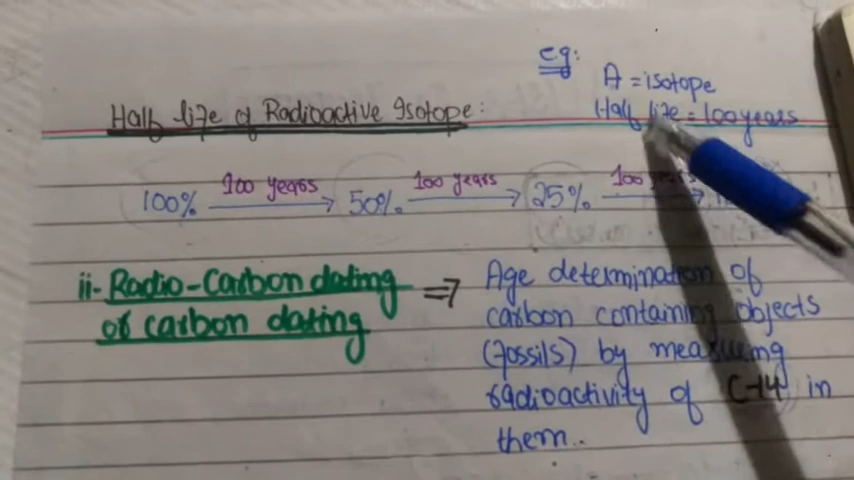 e.g:
A = isotope
Half life = 100 years
Half life of Radioactive Isotope:
100% 100 years → 50% 100 years → 25% 100 years →
ii- Radio-Carbon dating or carbon dating ⇒
Age determination of
carbon containing objects
(fossils) by measuring
radioactivity of C-14 in
them..